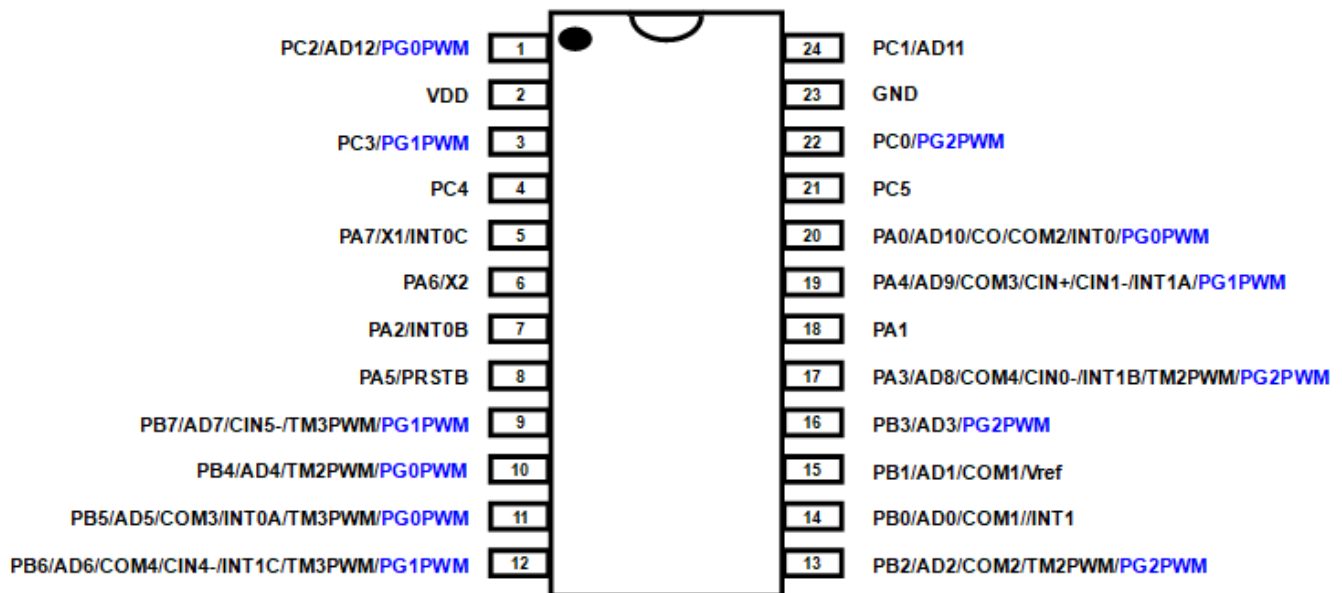 PC2/AD12/PG0PWM 1 24 PC1/AD11
VDD 2 23 GND
PC3/PG1PWM 3 22 PC0/PG2PWM
PC4 4 21 PC5
PA7/X1/INT0C 5 20 PA0/AD10/CO/COM2/INT0/PG0PWM
PA6/X2 6 19 PA4/AD9/COM3/CIN+/CIN1-/INT1A/PG1PWM
PA2/INT0B 7 18 PA1
PA5/PRSTB 8 17 PA3/AD8/COM4/CIN0-/INT1B/TM2PWM/PG2PWM
PB7/AD7/CIN5-/TM3PWM/PG1PWM 9 16 PB3/AD3/PG2PWM
PB4/AD4/TM2PWM/PG0PWM 10 15 PB1/AD1/COM1/Vref
PB5/AD5/COM3/INT0A/TM3PWM/PG0PWM 11 14 PB0/AD0/COM1//INT1
PB6/AD6/COM4/CIN4-/INT1C/TM3PWM/PG1PWM 12 13 PB2/AD2/COM2/TM2PWM/PG2PWM